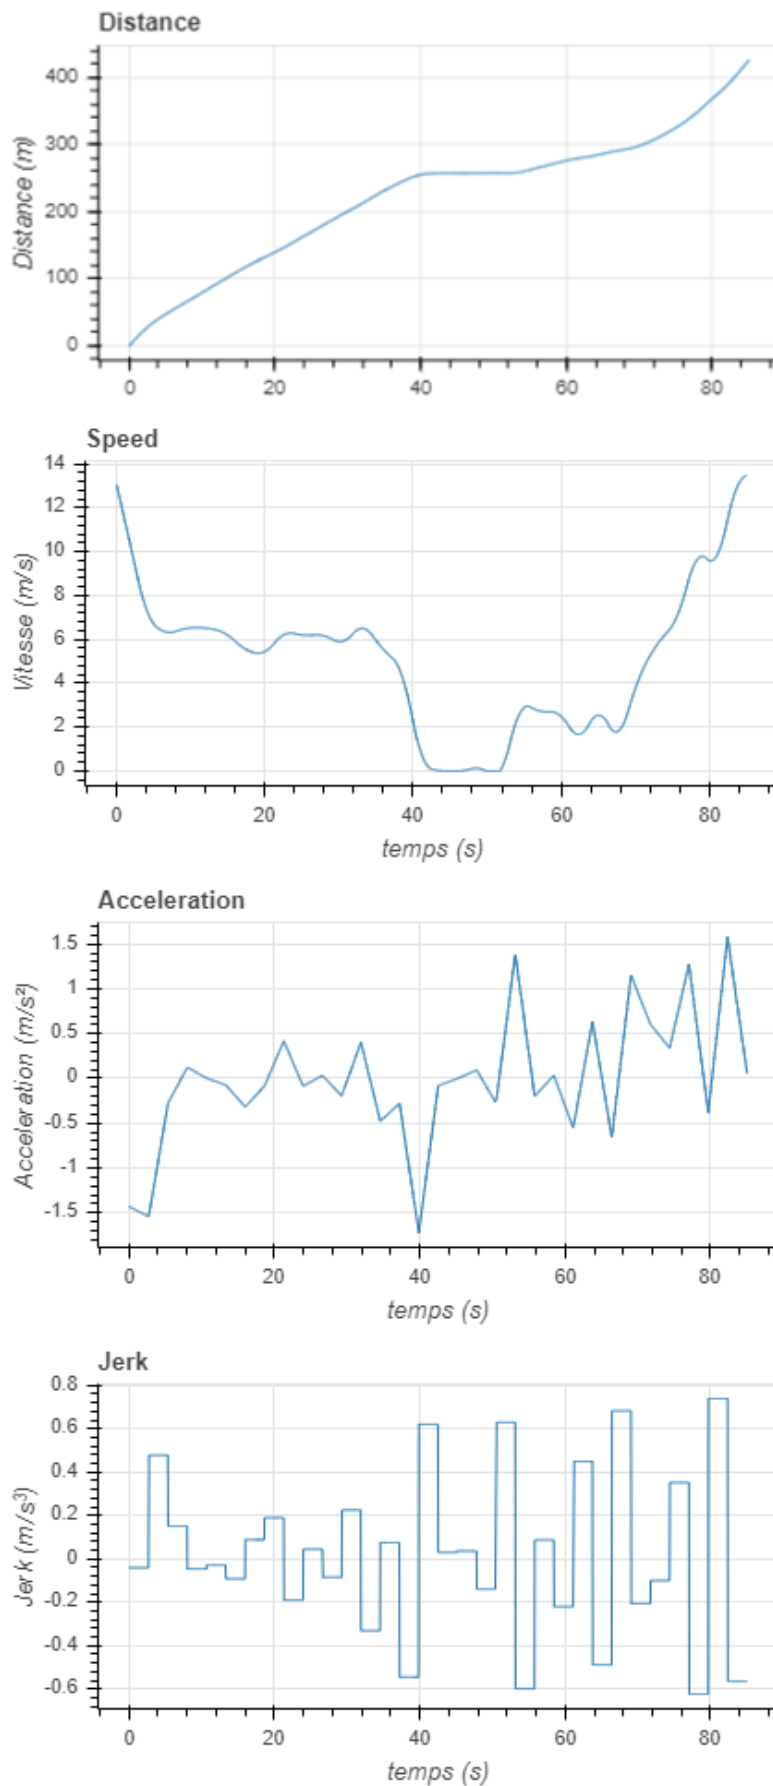 Distance
Distance (m)
400
300
200
100
0
0 20 40 60 80
Speed
Vitesse (m/s)
14
12
10
8
6
4
2
0
0 20 40 60 80
temps (s)
Acceleration
Acceleration (m/s²)
1.5
1
0.5
0
-0.5
-1
-1.5
0 20 40 60 80
temps (s)
Jerk
Jerk (m/s³)
0.8
0.6
0.4
0.2
0
-0.2
-0.4
-0.6
0 20 40 60 80
temps (s)